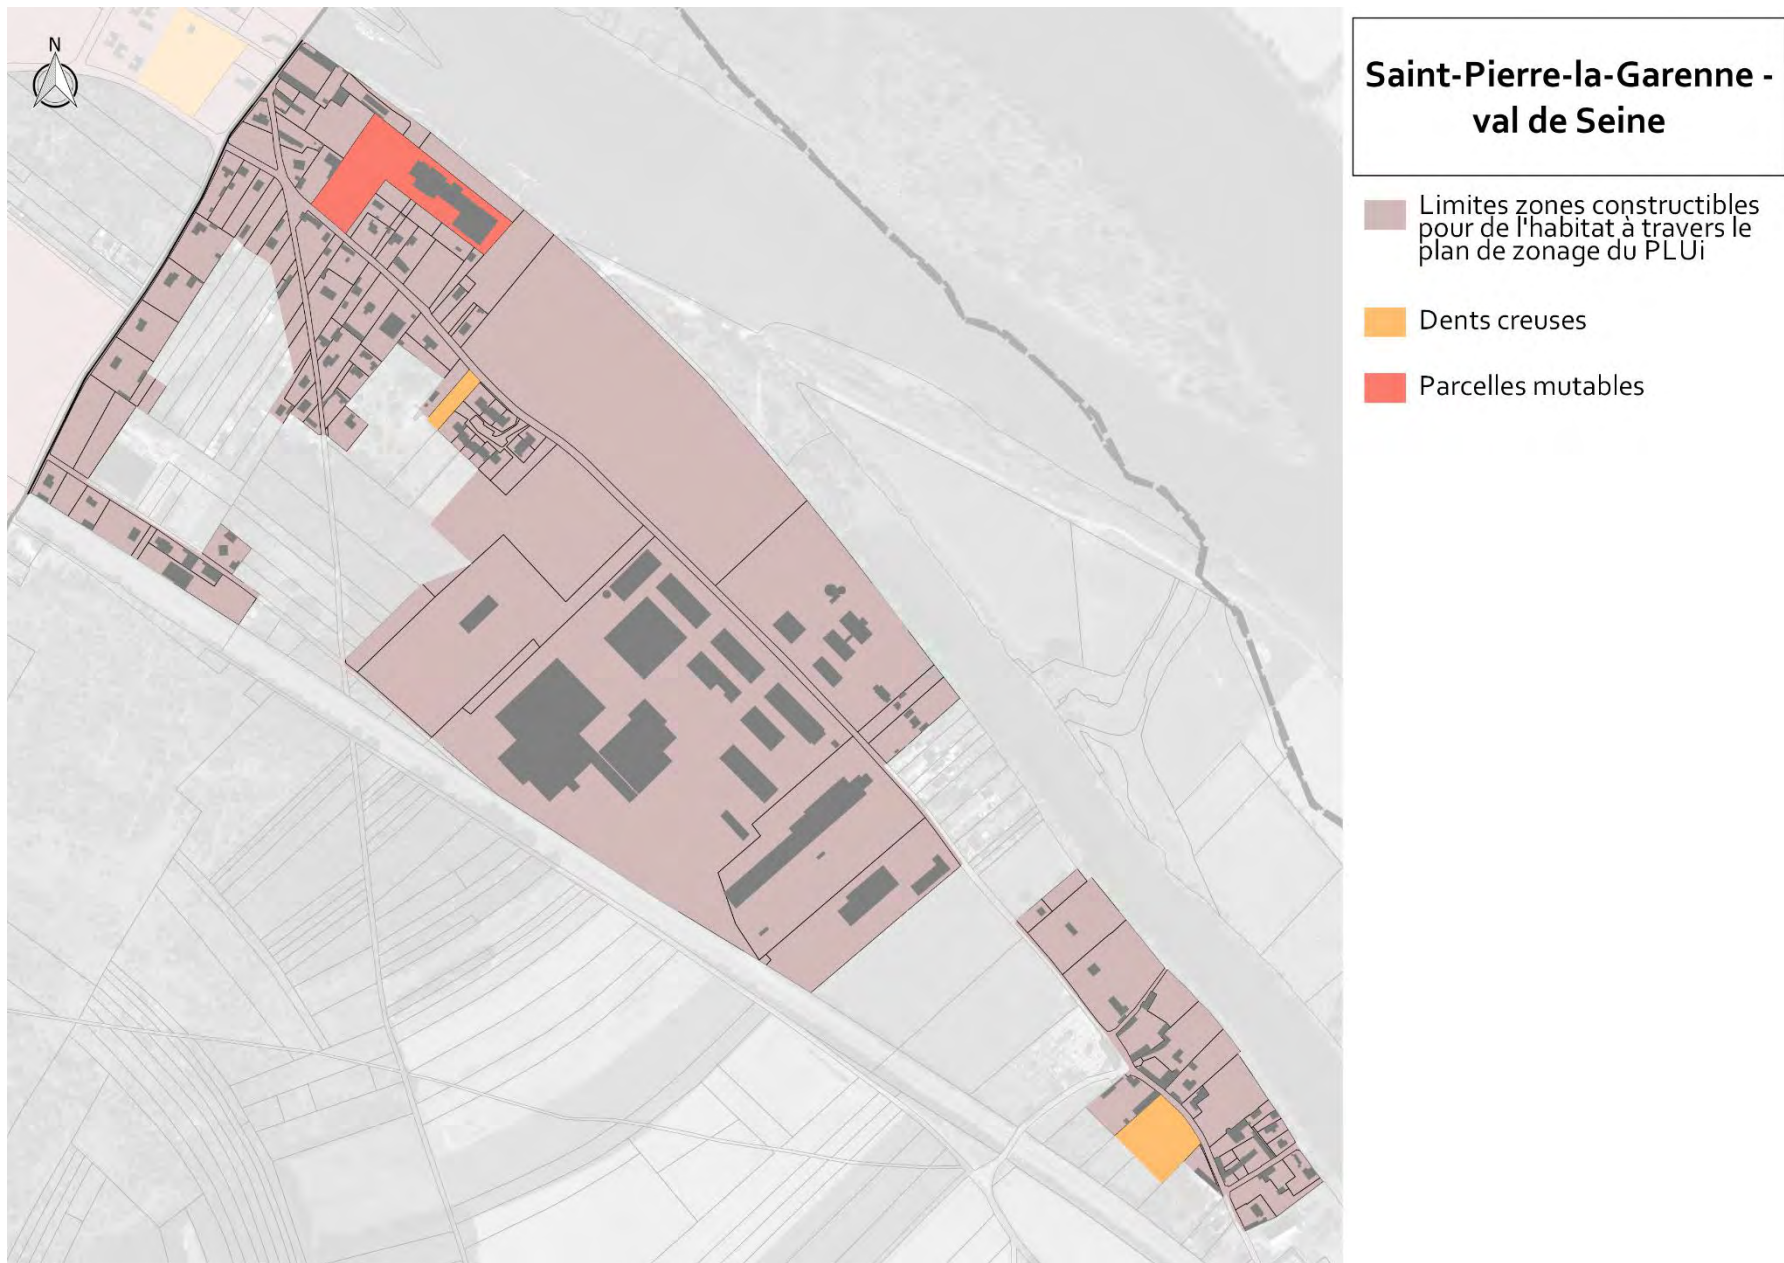 N
Saint-Pierre-la-Garenne -
val de Seine
Limites zones constructibles
pour de l'habitat à travers le
plan de zonage du PLUi
Dents creuses
Parcelles mutables